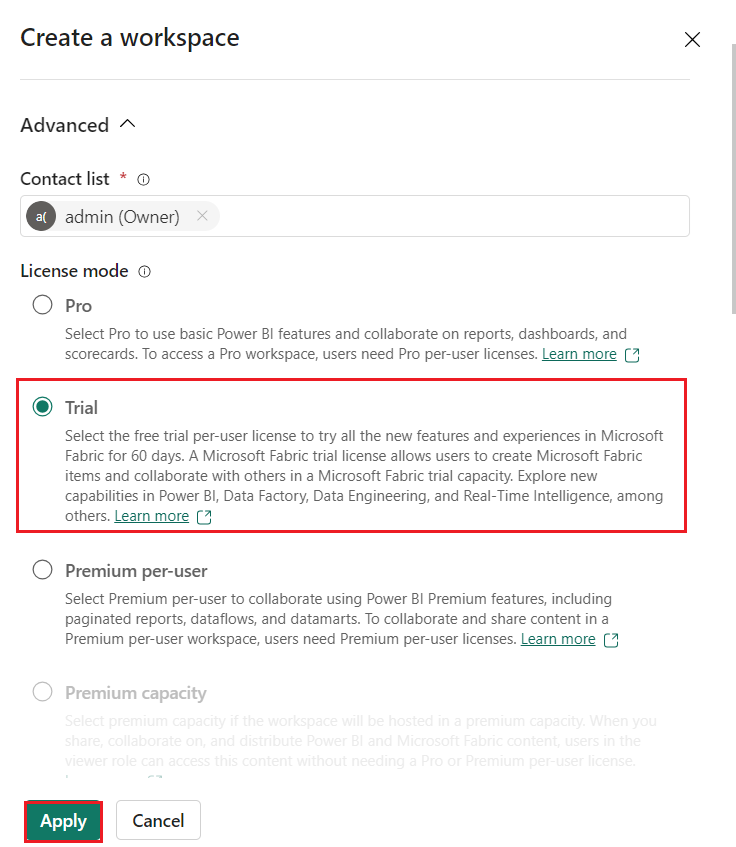 Create a workspace
Advanced
Contact list *
a( admin (Owner)
License mode
Pro
Select Pro to use basic Power BI features and collaborate on reports, dashboards, and
scorecards. To access a Pro workspace, users need Pro per-user licenses. Learn more
Trial
Select the free trial per-user license to try all the new features and experiences in Microsoft
Fabric for 60 days. A Microsoft Fabric trial license allows users to create Microsoft Fabric
items and collaborate with others in a Microsoft Fabric trial capacity. Explore new
capabilities in Power BI, Data Factory, Data Engineering, and Real-Time Intelligence, among
others. Learn more
Premium per-user
Select Premium per-user to collaborate using Power BI Premium features, including
paginated reports, dataflows, and datamarts. To collaborate and share content in a
Premium per-user workspace, users need Premium per-user licenses. Learn more
Premium capacity
Select premium capacity if the workspace will be hosted in a premium capacity. When you
share, collaborate on, and distribute Power BI and Microsoft Fabric content, users in the
viewer role can access this content without needing a Pro or Premium per-user license.
Apply Cancel